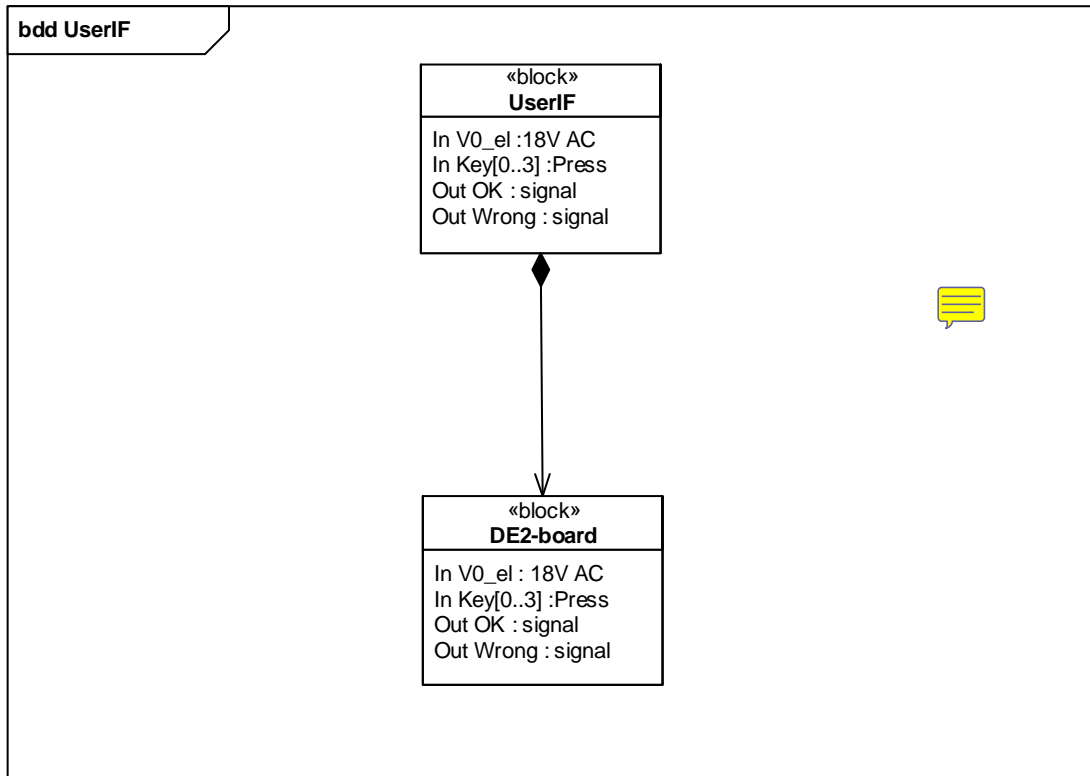 bdd UserIF
«block»
UserIF
In V0_el :18V AC
In Key[0..3] :Press
Out OK : signal
Out Wrong : signal
«block»
DE2-board
In V0_el : 18V AC
In Key[0..3] :Press
Out OK : signal
Out Wrong : signal